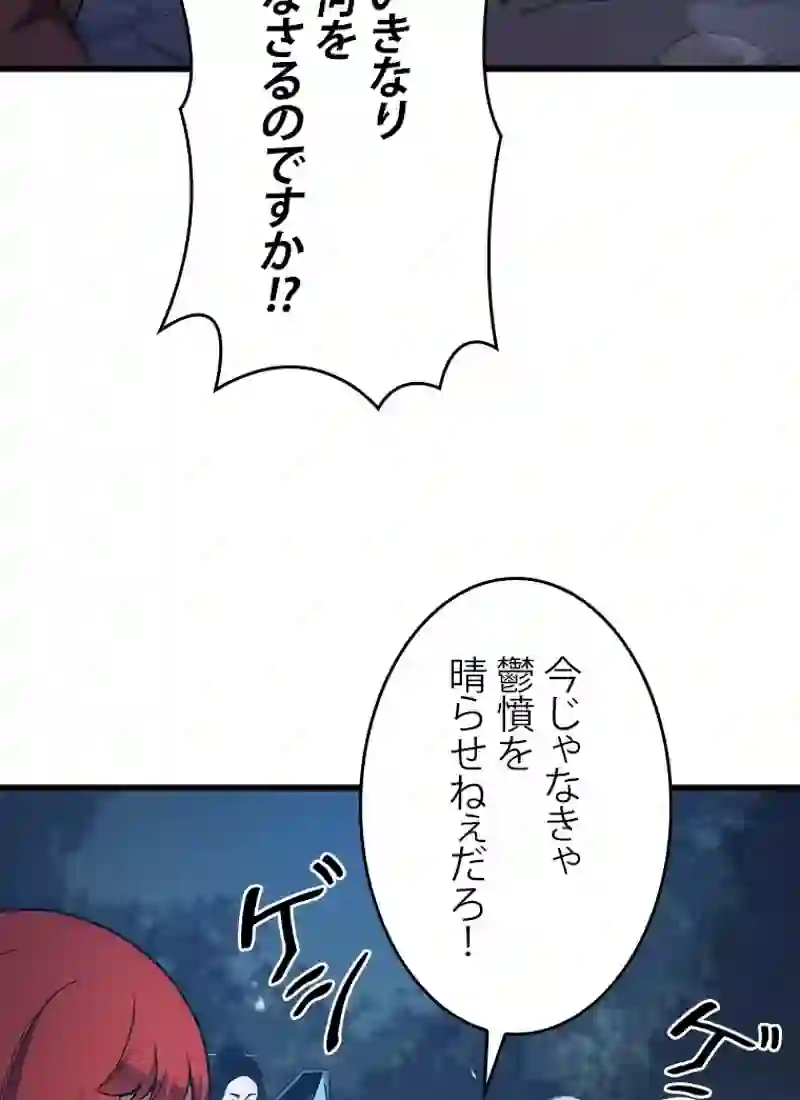 いきなり
何を
なさるのですか!?
今じゃなきゃ
鬱憤を
晴らせねぇだろ！
ゲシ
ゲシ